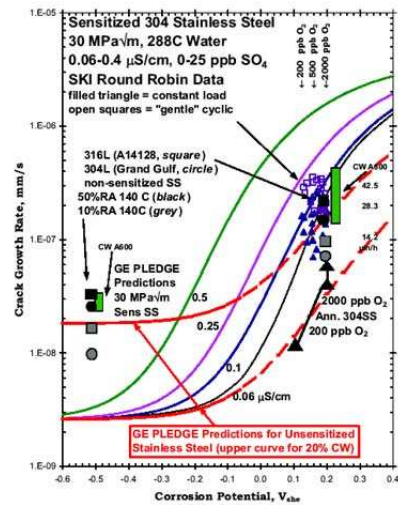 Sensitized 304 Stainless Steel
30 MPa√m, 288C Water
0.06-0.4 µS/cm, 0-25 ppb SO4
SKI Round Robin Data
filled triangle = constant load
open squares = "gentle" cyclic
← 200 ppb O2
← 500 ppb O2
←2000 ppb O2
316L (A14128, square)
304L (Grand Gulf, circle)
non-sensitized SS
50%RA 140 C (black)
10%RA 140C (grey)
CW A600
GE PLEDGE
Predictions
30 MPa√m
Sens SS
CW A600
42.5
28.3
14.2
µin/h
0.5
0.25
0.1
0.06 µS/cm
2000 ppb O2
Ann. 304SS
200 ppb O2
GE PLEDGE Predictions for Unsensitized
Stainless Steel (upper curve for 20% CW)
Crack Growth Rate, mm/s
1.E-05
1.E-06
1.E-07
1.E-08
1.E-09
-0.6 -0.5 -0.4 -0.3 -0.2 -0.1 0.0 0.1 0.2 0.3 0.4
Corrosion Potential, Vshe